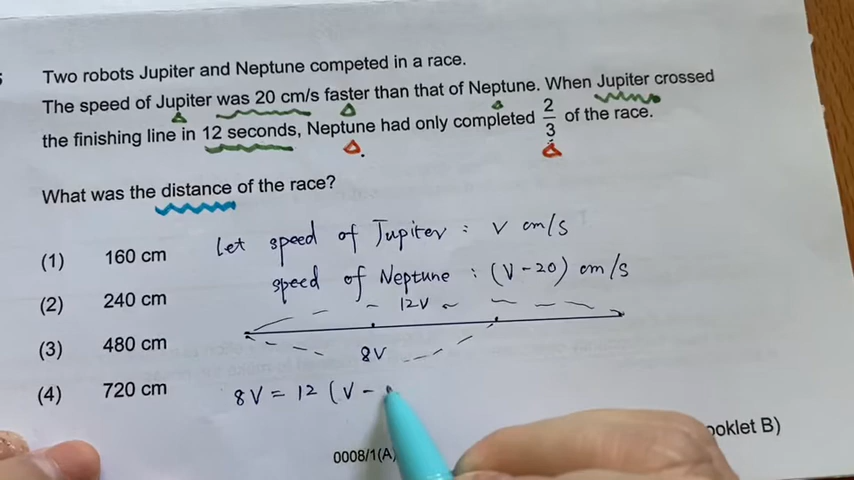 Two robots Jupiter and Neptune competed in a race.
The speed of Jupiter was 20 cm/s faster than that of Neptune. When Jupiter crossed
the finishing line in 12 seconds, Neptune had only completed 2/3 of the race.
What was the distance of the race?
(1) 160 cm
(2) 240 cm
(3) 480 cm
(4) 720 cm
Let speed of Jupiter : V cm/s
speed of Neptune : (V-20) cm/s
12V
8V
8V = 12 (V -
0008/1(A)
ooklet B)